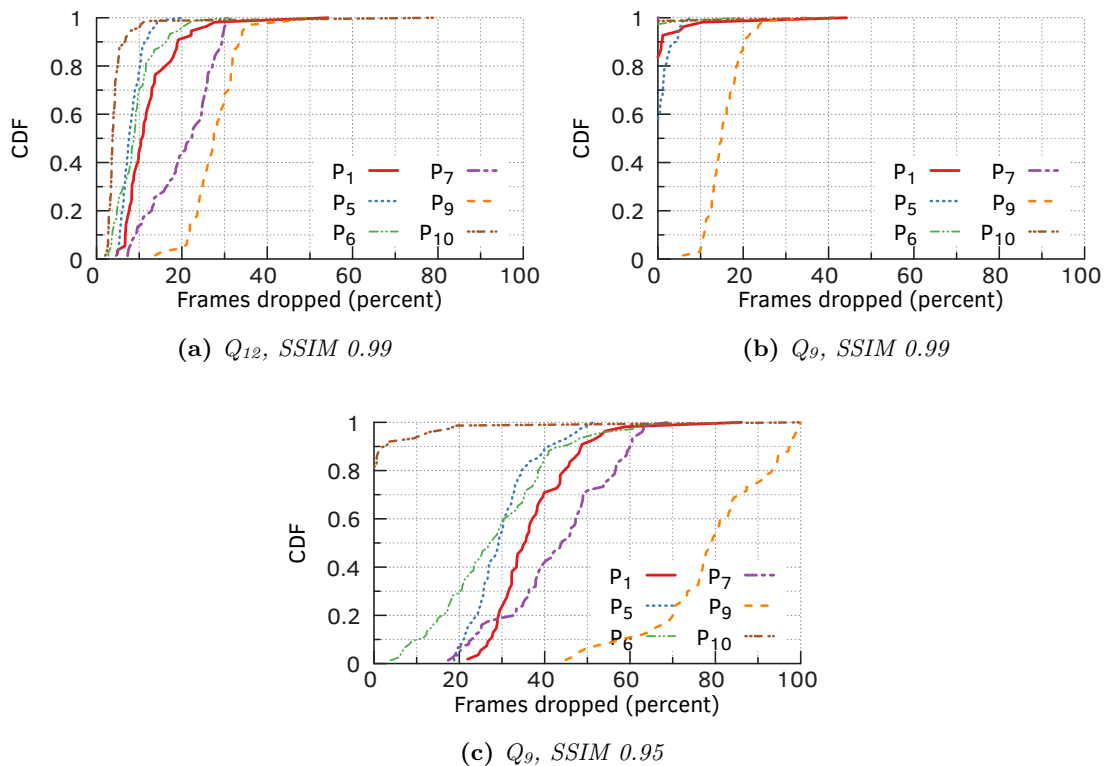 1
0.8
0.6
0.4
0.2
0
CDF
P1 P7
P5 P9
P6 P10
0 20 40 60 80 100
Frames dropped (percent)
(a) Q12, SSIM 0.99
1
0.8
0.6
0.4
0.2
0
CDF
P1 P7
P5 P9
P6 P10
0 20 40 60 80 100
Frames dropped (percent)
(b) Q9, SSIM 0.99
1
0.8
0.6
0.4
0.2
0
CDF
P1 P7
P5 P9
P6 P10
0 20 40 60 80 100
Frames dropped (percent)
(c) Q9, SSIM 0.95